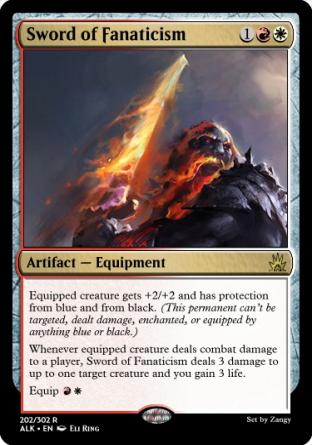 Sword of Fanaticism 1
Artifact — Equipment
Equipped creature gets +2/+2 and has protection
from blue and from black. (This permanent can't be
targeted, dealt damage, enchanted, or equipped by
anything blue or black.)
Whenever equipped creature deals combat damage
to a player, Sword of Fanaticism deals 3 damage to
up to one target creature and you gain 3 life.
Equip
202/302 R
ALK • EN Eli Ring
Set by Zangy